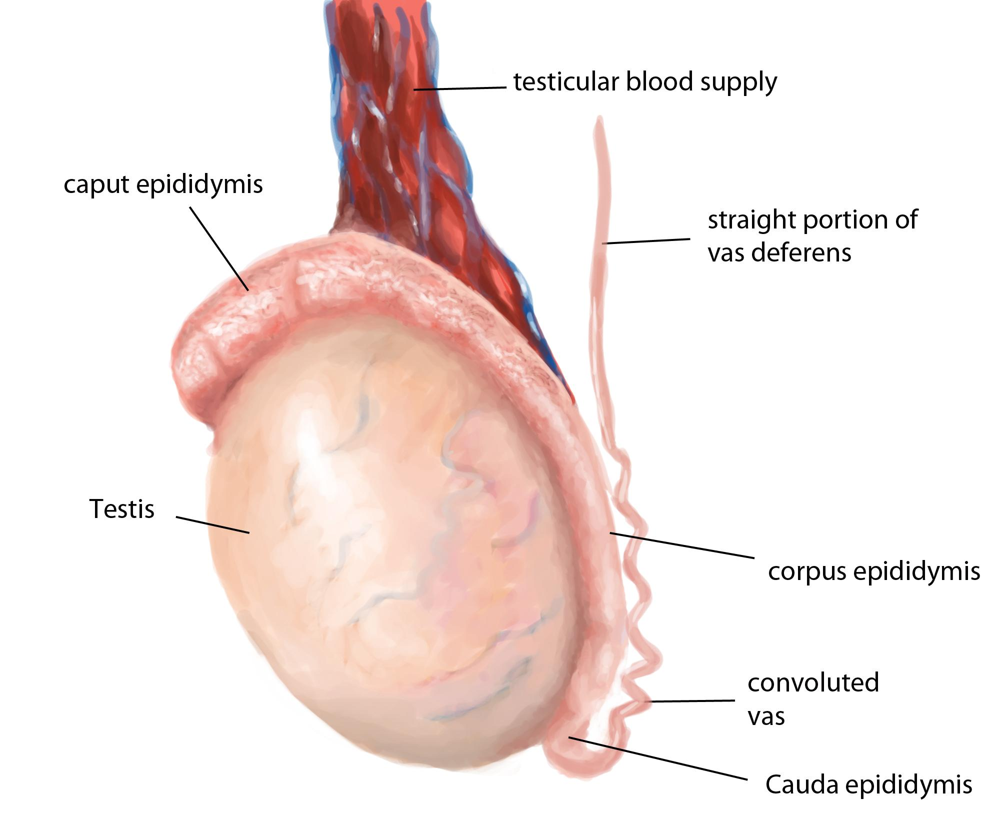 testicular blood supply
caput epididymis
straight portion of
vas deferens
Testis
corpus epididymis
convoluted
vas
Cauda epididymis